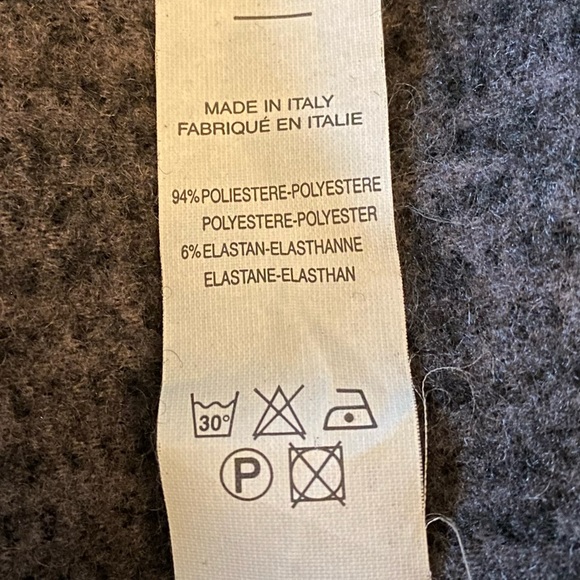 MADE IN ITALY
FABRIQUÉ EN ITALIE
94% POLIESTERE-POLYESTERE
POLYESTERE-POLYESTER
6% ELASTAN-ELASTHANNE
ELASTANE-ELASTHAN
30°
P